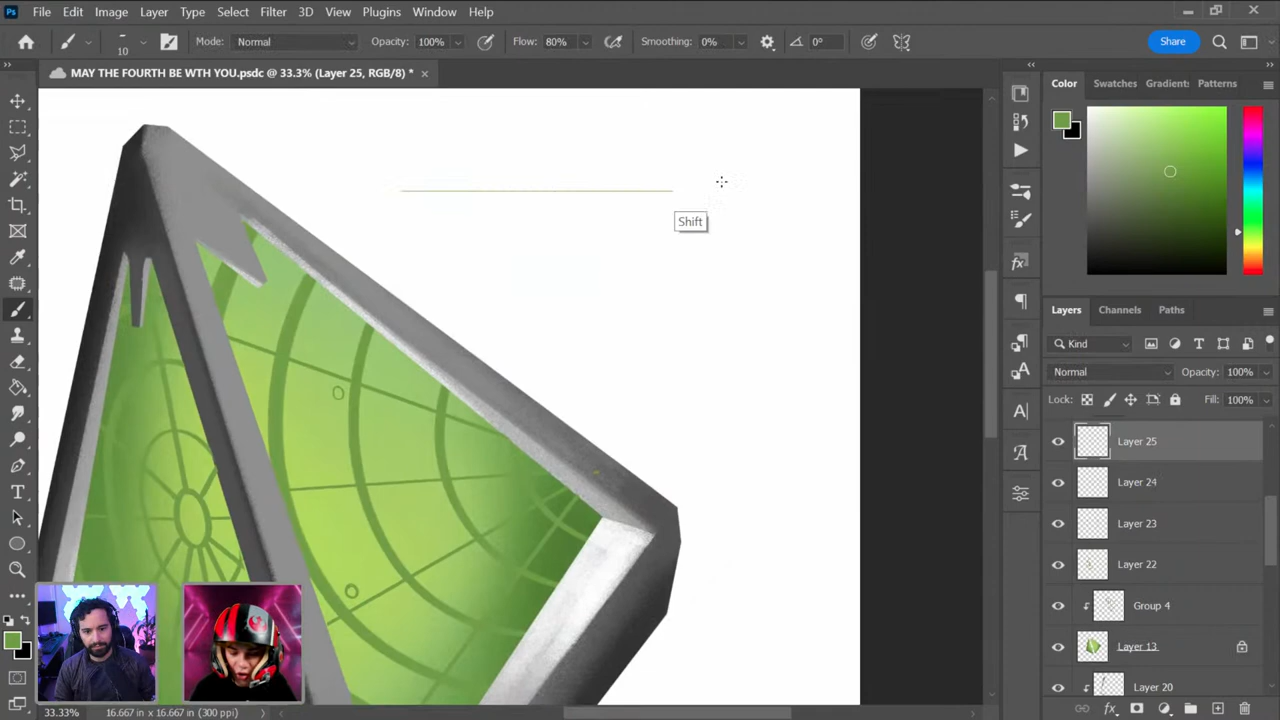 Ps File Edit Image Layer Type Select Filter 3D View Plugins Window Help
10 Mode: Normal Opacity: 100% Flow: 80% Smoothing: 0% 0° Share
MAY THE FOURTH BE WTH YOU.psdc @ 33.3% (Layer 25, RGB/8) *
Color Swatches Gradient: Patterns
Shift
Layers Channels Paths
Kind
Normal Opacity: 100%
Lock: Fill: 100%
Layer 25
Layer 24
Layer 23
Layer 22
Group 4
Layer 13
Layer 20
33.33% 16.667 in x 16.667 in (300 ppi)